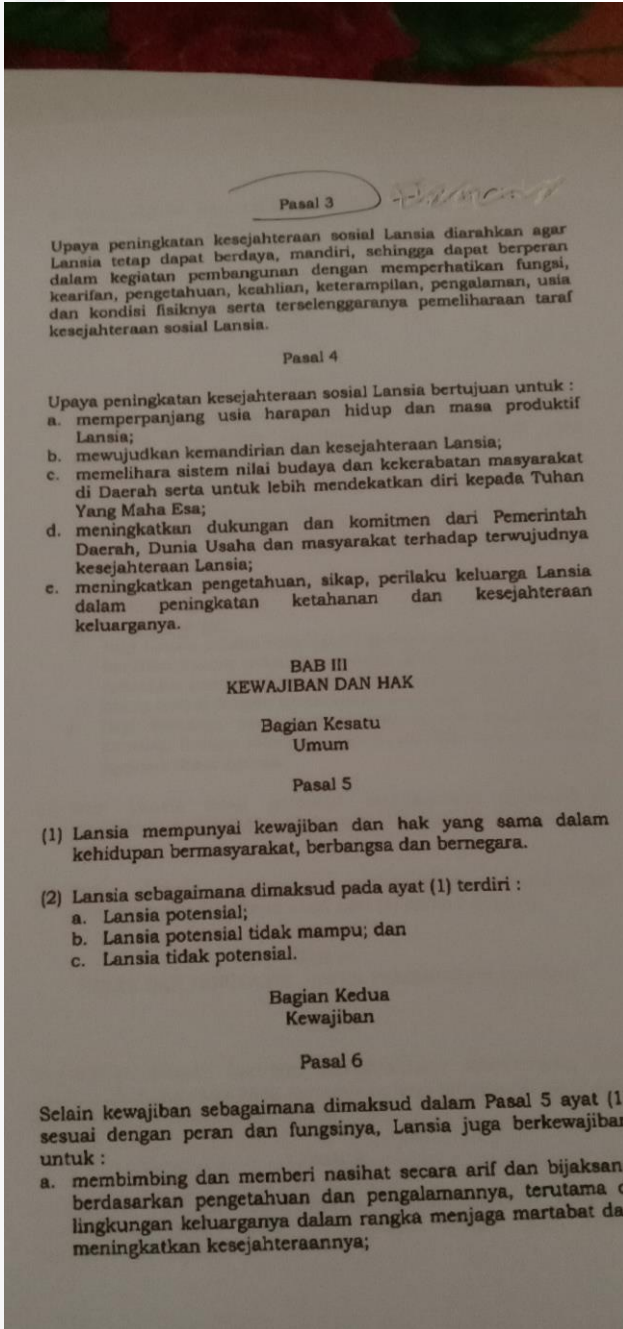 Pasal 3
Upaya peningkatan kesejahteraan sosial Lansia diarahkan agar
Lansia tetap dapat berdaya, mandiri, sehingga dapat berperan
dalam kegiatan pembangunan dengan memperhatikan fungsi,
kearifan, pengetahuan, keahlian, keterampilan, pengalaman, usia
dan kondisi fisiknya serta terselenggaranya pemeliharaan taraf
kesejahteraan sosial Lansia.
Pasal 4
Upaya peningkatan kesejahteraan sosial Lansia bertujuan untuk :
a. memperpanjang usia harapan hidup dan masa produktif
Lansia;
b. mewujudkan kemandirian dan kesejahteraan Lansia;
c. memelihara sistem nilai budaya dan kekerabatan masyarakat
di Daerah serta untuk lebih mendekatkan diri kepada Tuhan
Yang Maha Esa;
d. meningkatkan dukungan dan komitmen dari Pemerintah
Daerah, Dunia Usaha dan masyarakat terhadap terwujudnya
kesejahteraan Lansia;
e. meningkatkan pengetahuan, sikap, perilaku keluarga Lansia
dalam peningkatan ketahanan dan kesejahteraan
keluarganya.
BAB III
KEWAJIBAN DAN HAK
Bagian Kesatu
Umum
Pasal 5
(1) Lansia mempunyai kewajiban dan hak yang sama dalam
kehidupan bermasyarakat, berbangsa dan bernegara.
(2) Lansia sebagaimana dimaksud pada ayat (1) terdiri :
a. Lansia potensial;
b. Lansia potensial tidak mampu; dan
c. Lansia tidak potensial.
Bagian Kedua
Kewajiban
Pasal 6
Selain kewajiban sebagaimana dimaksud dalam Pasal 5 ayat (1
sesuai dengan peran dan fungsinya, Lansia juga berkewajiban
untuk :
a. membimbing dan memberi nasihat secara arif dan bijaksan
berdasarkan pengetahuan dan pengalamannya, terutama
lingkungan keluarganya dalam rangka menjaga martabat da
meningkatkan kesejahteraannya;